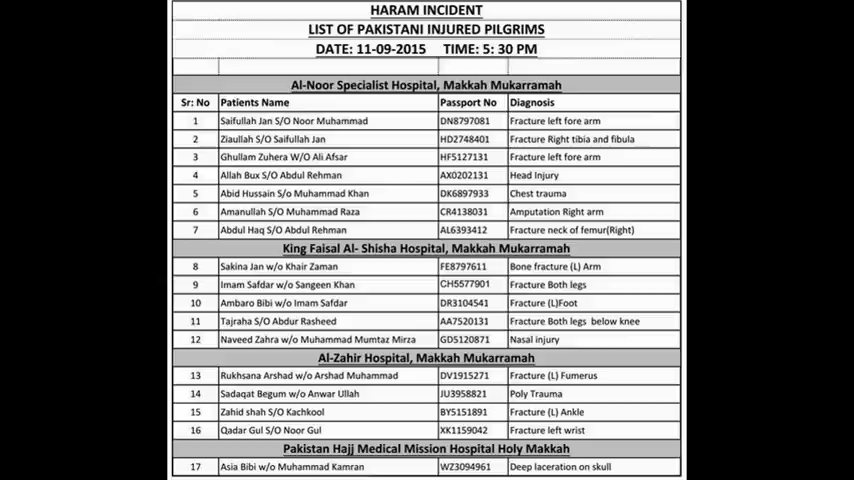 HARAM INCIDENT
LIST OF PAKISTANI INJURED PILGRIMS
DATE: 11-09-2015 TIME: 5: 30 PM
Al-Noor Specialist Hospital, Makkah Mukarramah
Sr: No Patients Name Passport No Diagnosis
1 Saifullah Jan S/O Noor Muhammad DN8797081 Fracture left fore arm
2 Ziaullah S/O Saifullah Jan HD2748401 Fracture Right tibia and fibula
3 Ghullam Zuhera W/O Ali Afsar HF5127131 Fracture left fore arm
4 Allah Bux S/O Abdul Rehman AX0202131 Head Injury
5 Abid Hussain S/o Muhammad Khan DK6897933 Chest trauma
6 Amanullah S/O Muhammad Raza CR4138031 Amputation Right arm
7 Abdul Haq S/O Abdul Rehman AL6393412 Fracture neck of femur(Right)
King Faisal Al- Shisha Hospital, Makkah Mukarramah
8 Sakina Jan w/o Khair Zaman FE8797611 Bone fracture (L) Arm
9 Imam Safdar w/o Sangeen Khan CH5577901 Fracture Both legs
10 Ambaro Bibi w/o Imam Safdar DR3104541 Fracture (L)Foot
11 Tajraha S/O Abdur Rasheed AA7520131 Fracture Both legs below knee
12 Naveed Zahra w/o Muhammad Mumtaz Mirza GD5120871 Nasal injury
Al-Zahir Hospital, Makkah Mukarramah
13 Rukhsana Arshad w/o Arshad Muhammad DV1915271 Fracture (L) Fumerus
14 Sadaqat Begum w/o Anwar Ullah JU3958821 Poly Trauma
15 Zahid shah S/O Kachkool BY5151891 Fracture (L) Ankle
16 Qadar Gul S/O Noor Gul XK1159042 Fracture left wrist
Pakistan Hajj Medical Mission Hospital Holy Makkah
17 Asia Bibi w/o Muhammad Kamran WZ3094961 Deep laceration on skull